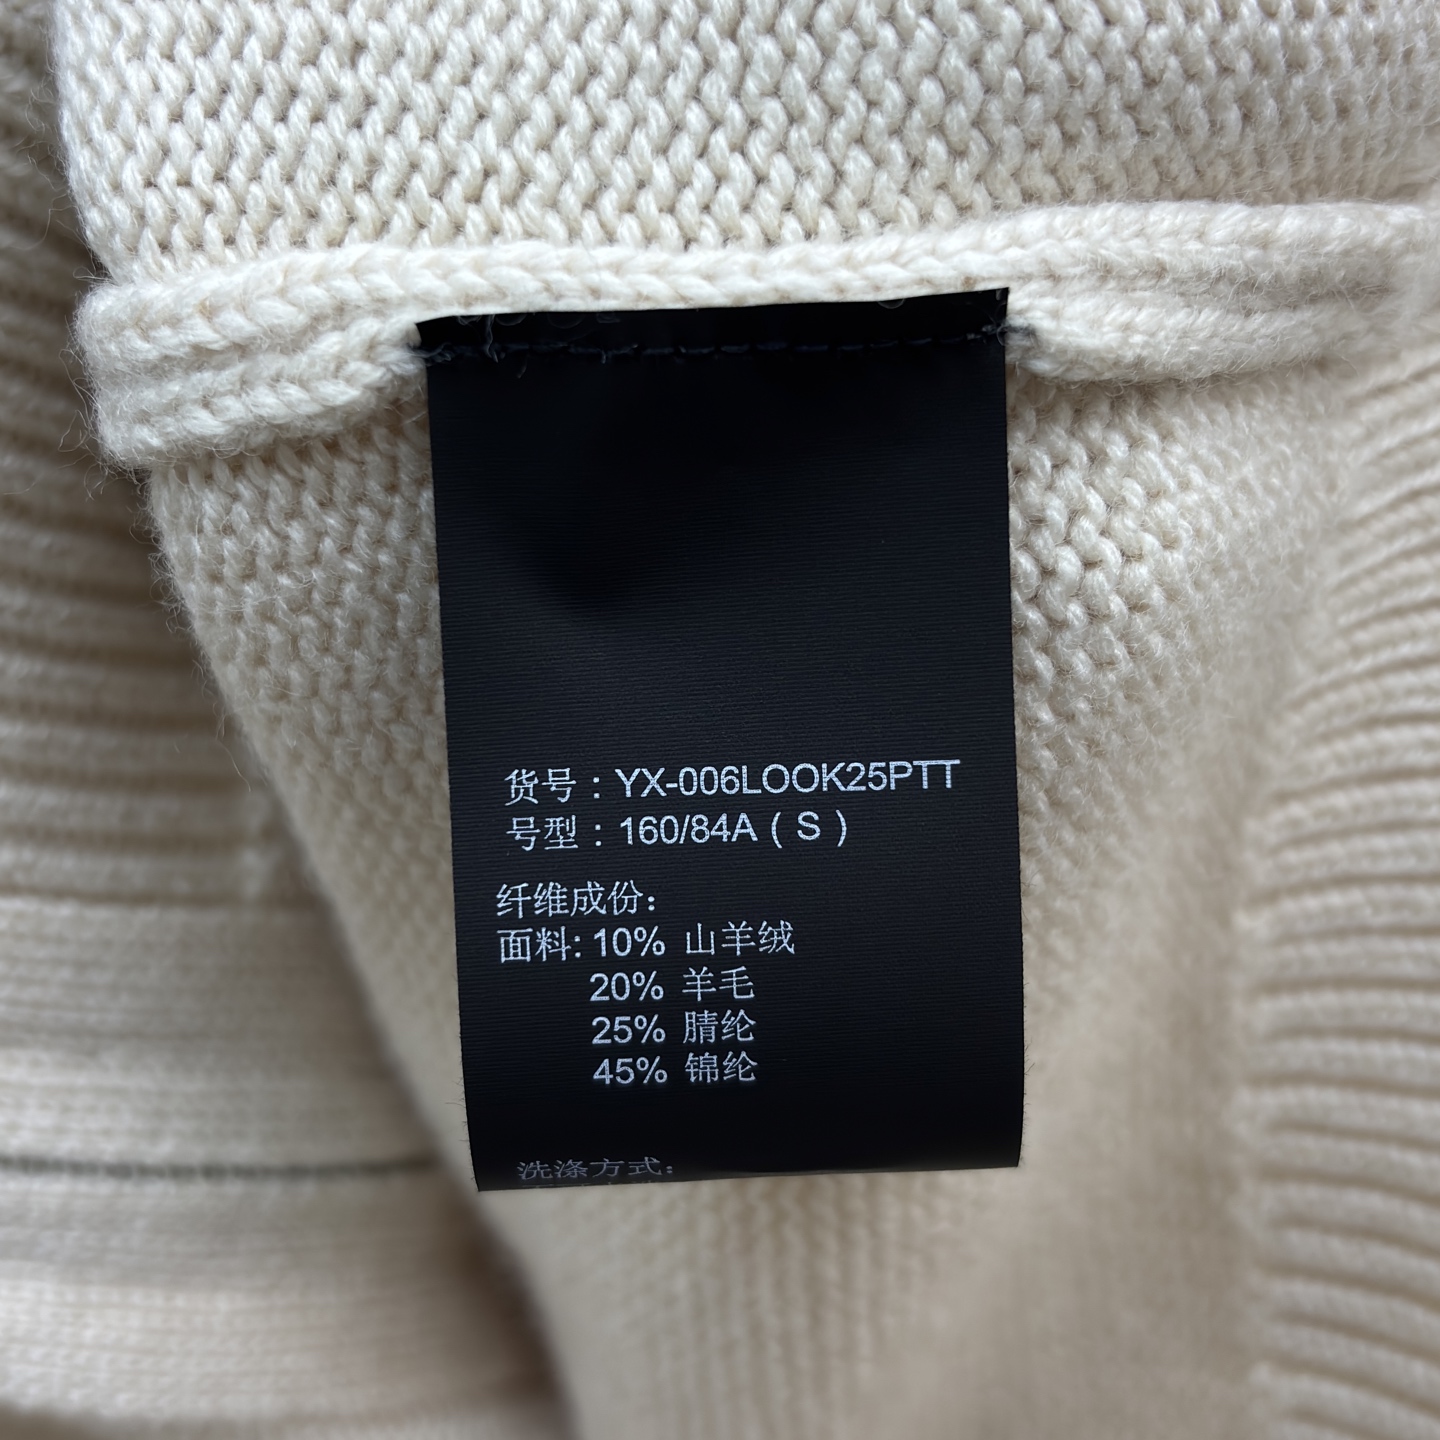 货号：YX-006LOOK25PTT
号型：160/84A（S）
纤维成份：
面料: 10% 山羊绒
20% 羊毛
25% 腈纶
45% 锦纶
洗涤方式：